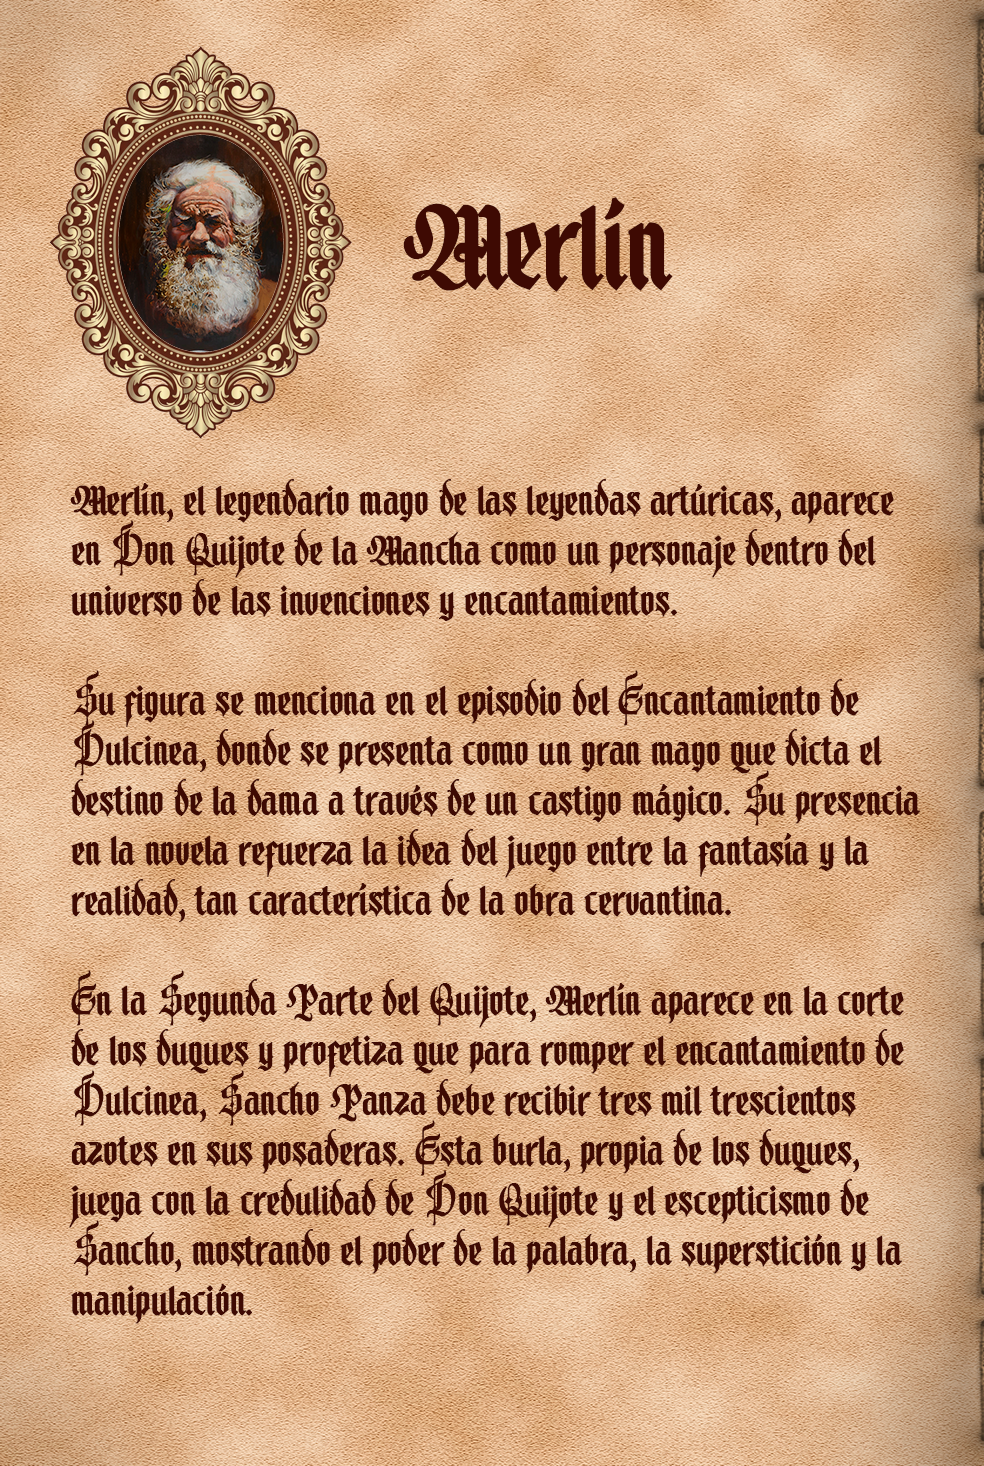 Merlín
Merlín, el legendario mago de las leyendas artúricas, aparece
en Don Quijote de la Mancha como un personaje dentro del
universo de las invenciones y encantamientos.
Su figura se menciona en el episodio del Encantamiento de
Dulcinea, donde se presenta como un gran mago que dicta el
destino de la dama a través de un castigo mágico. Su presencia
en la novela refuerza la idea del juego entre la fantasía y la
realidad, tan característica de la obra cervantina.
En la Segunda Parte del Quijote, Merlín aparece en la corte
de los duques y profetiza que para romper el encantamiento de
Dulcinea, Sancho Panza debe recibir tres mil trescientos
azotes en sus posaderas. Esta burla, propia de los duques,
juega con la credulidad de Don Quijote y el escepticismo de
Sancho, mostrando el poder de la palabra, la superstición y la
manipulación.